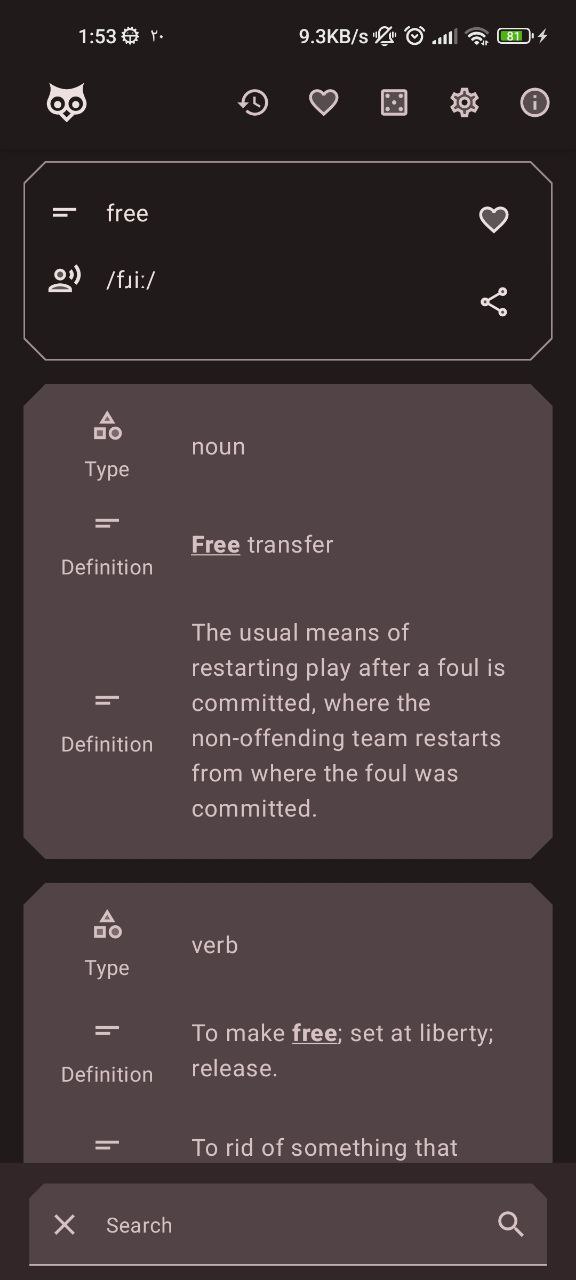 1:53 ۲۰ 9.3KB/s 81
free
/fɹiː/
noun
Type
Free transfer
Definition
The usual means of
restarting play after a foul is
committed, where the
non-offending team restarts
from where the foul was
committed.
Definition
verb
Type
To make free; set at liberty;
release.
Definition
To rid of something that
Search